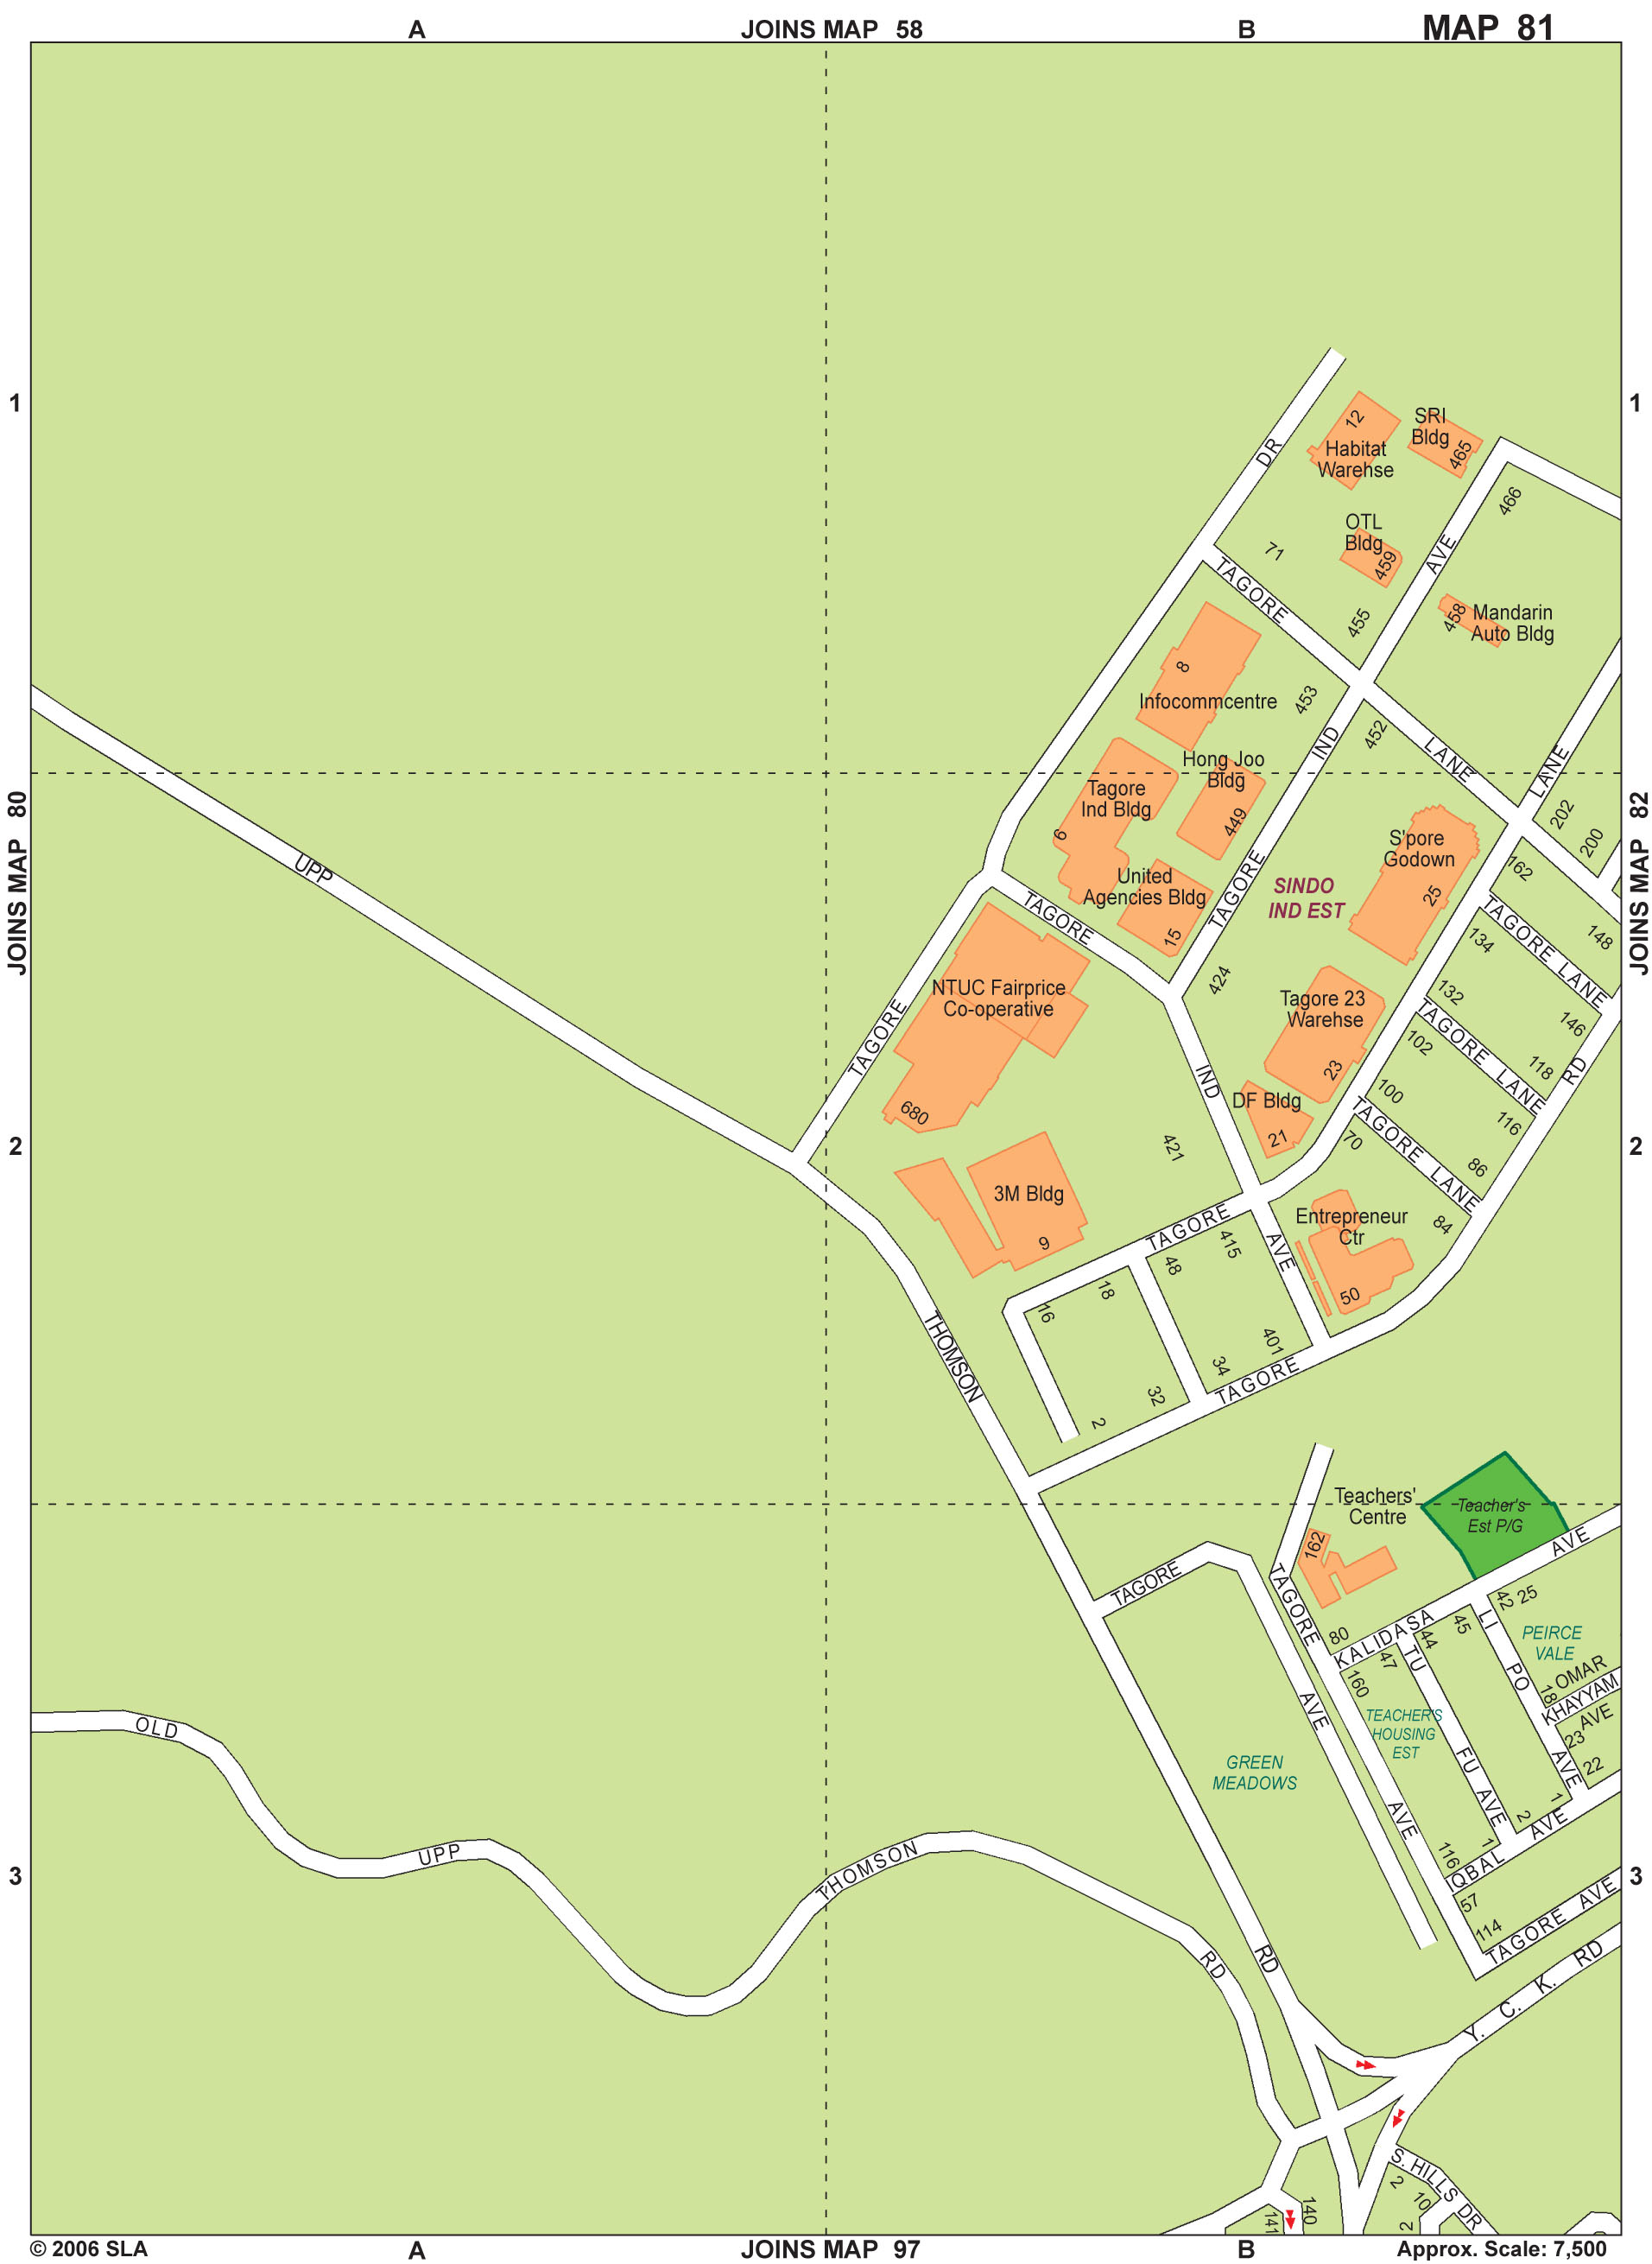 A
JOINS MAP 58
B
MAP 81
1
1
DR
12
Habitat
Warehse
SRI
Bldg
465
466
OTL
Bldg
459
71
AVE
TAGORE
455
458
Mandarin
Auto Bldg
8
Infocommcentre
453
452
IND
LANE
LANE
Hong Joo
Bldg
449
Tagore
Ind Bldg
6
202
200
JOINS MAP 80
JOINS MAP 82
S'pore
Godown
25
162
UPP
United
Agencies Bldg
15
TAGORE
SINDO
IND EST
TAGORE
134
TAGORE LANE
148
424
NTUC Fairprice
Co-operative
680
TAGORE
Tagore 23
Warehse
23
132
TAGORE LANE
146
102
118
RD
IND
DF Bldg
21
100
TAGORE LANE
116
2
2
421
70
86
3M Bldg
9
TAGORE
415
AVE
Entrepreneur
Ctr
50
84
48
18
16
THOMSON
401
34
TAGORE
32
2
Teachers'
Centre
162
Teacher's
Est P/G
AVE
TAGORE
TAGORE
80
KALIDASA
42
25
LI
45
44
47
TU
PEIRCE
VALE
160
PO
18
OMAR
KHAYYAM
AVE
AVE
TEACHER'S
HOUSING
EST
23
22
OLD
GREEN
MEADOWS
FU AVE
AVE
1
2
AVE
AVE
UPP
THOMSON
116
1
IQBAL
3
3
57
114
TAGORE AVE
RD
RD
Y. C. K. RD
S. HILLS DR
2
10
2
140
141
© 2006 SLA
A
JOINS MAP 97
B
Approx. Scale: 7,500